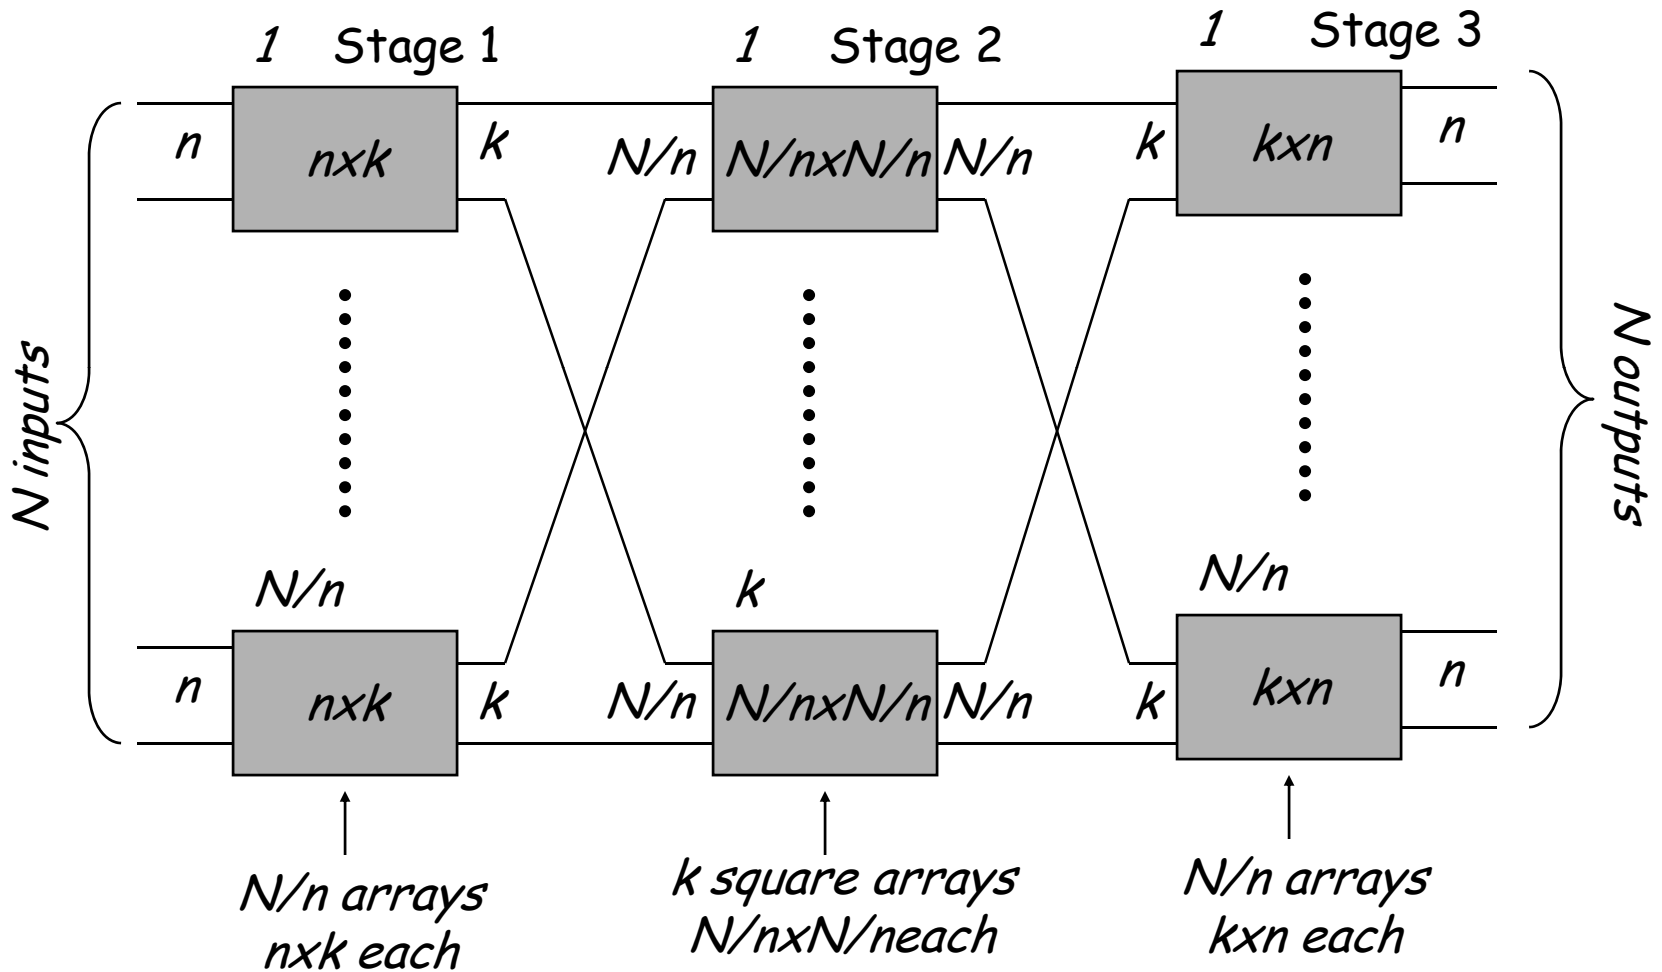 1 Stage 1
1 Stage 2
1 Stage 3
n
nxk
k
N/n
N/nxN/n
N/n
k
kxn
n
N inputs
N outputs
N/n
k
N/n
n
nxk
k
N/n
N/nxN/n
N/n
k
kxn
n
N/n arrays
nxk each
k square arrays
N/nxN/neach
N/n arrays
kxn each